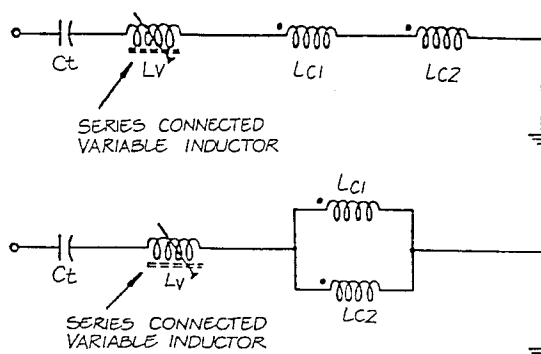 Ct
LV
LC1
LC2
SERIES CONNECTED
VARIABLE INDUCTOR
LC1
Ct
LV
LC2
SERIES CONNECTED
VARIABLE INDUCTOR